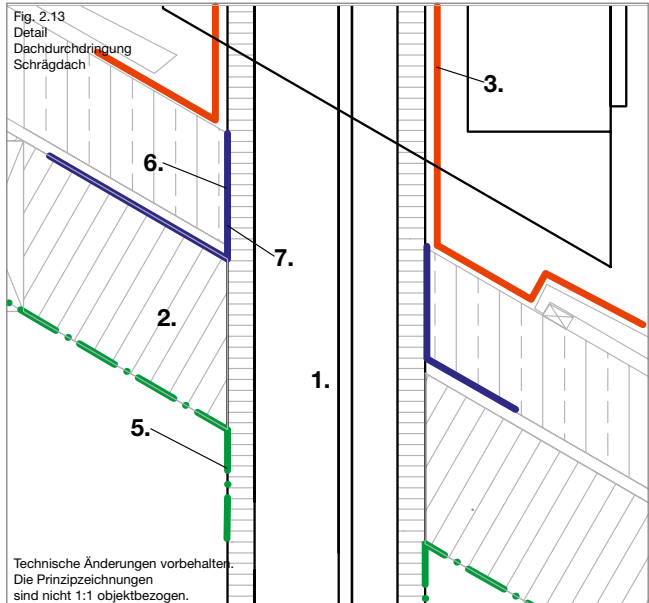 Fig. 2.13
Detail
Dachdurchdringung
Schrägdach
3.
6.
7.
2.
1.
5.
Technische Änderungen vorbehalten.
Die Prinzipzeichnungen
sind nicht 1:1 objektbezogen.